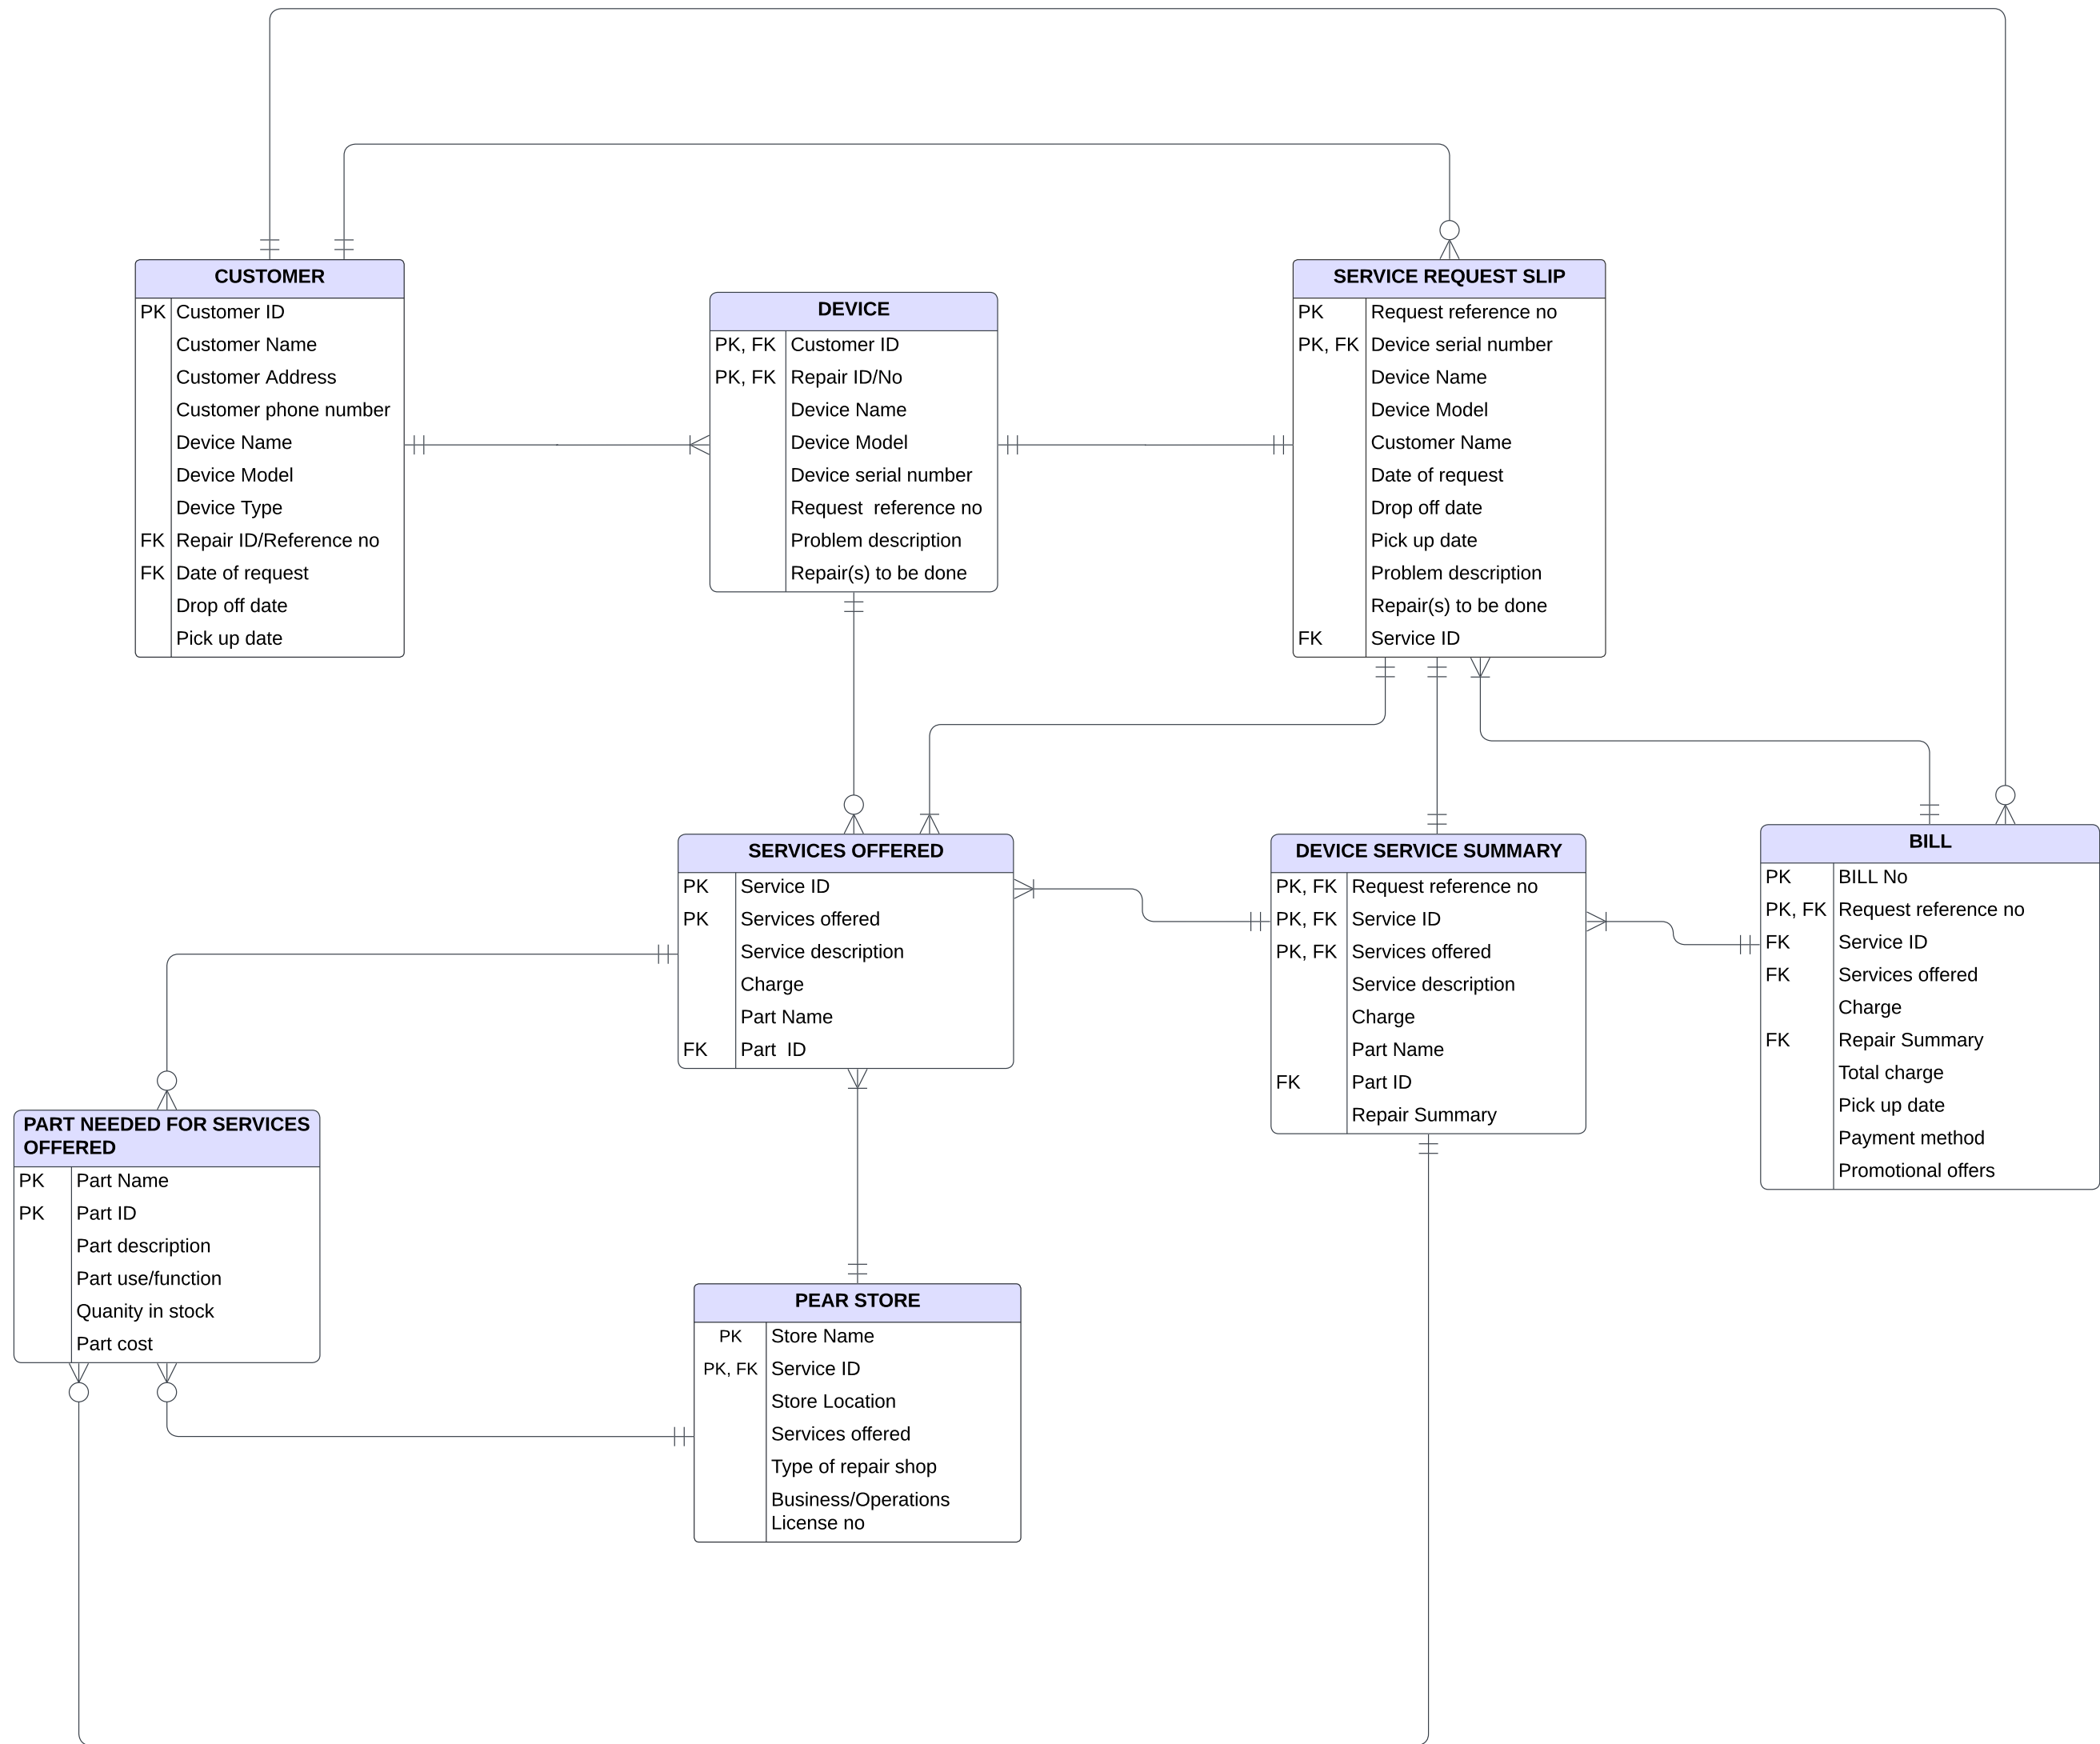 CUSTOMER
PK Customer ID
Customer Name
Customer Address
Customer phone number
Device Name
Device Model
Device Type
FK Repair ID/Reference no
FK Date of request
Drop off date
Pick up date
DEVICE
PK, FK Customer ID
PK, FK Repair ID/No
Device Name
Device Model
Device serial number
Request  reference no
Problem description
Repair(s) to be done
SERVICE REQUEST SLIP
PK Request reference no
PK, FK Device serial number
Device Name
Device Model
Customer Name
Date of request
Drop off date
Pick up date
Problem description
Repair(s) to be done
FK Service ID
SERVICES OFFERED
PK Service ID
PK Services offered
Service description
Charge
Part Name
FK Part  ID
DEVICE SERVICE SUMMARY
PK, FK Request reference no
PK, FK Service ID
PK, FK Services offered
Service description
Charge
Part Name
FK Part ID
Repair Summary
BILL
PK BILL No
PK, FK Request reference no
FK Service ID
FK Services offered
Charge
FK Repair Summary
Total charge
Pick up date
Payment method
Promotional offers
PART NEEDED FOR SERVICES
OFFERED
PK Part Name
PK Part ID
Part description
Part use/function
Quanity in stock
Part cost
PEAR STORE
PK Store Name
PK, FK Service ID
Store Location
Services offered
Type of repair shop
Business/Operations
License no